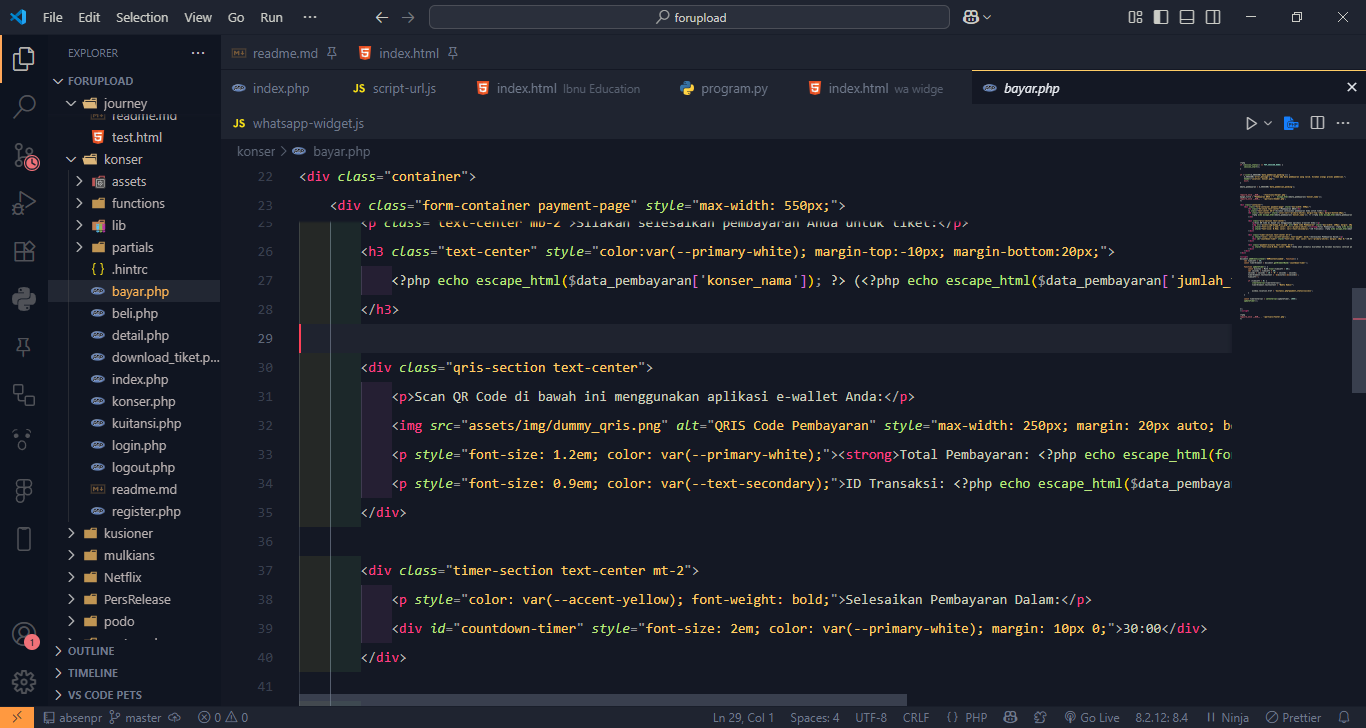 File Edit Selection View Go Run ···
forupload
EXPLORER
FORUPLOAD
journey
readme.md
test.html
konser
assets
functions
lib
partials
{ } .hintrc
bayar.php
beli.php
detail.php
download_tiket.p...
index.php
konser.php
kuitansi.php
login.php
logout.php
readme.md
register.php
kusioner
mulkians
Netflix
PersRelease
podo
OUTLINE
TIMELINE
VS CODE PETS
readme.md
index.html
index.php
JS script-url.js
index.html Ibnu Education
program.py
index.html wa widge
bayar.php
JS whatsapp-widget.js
konser > bayar.php
22 <div class="container">
23 <div class="form-container payment-page" style="max-width: 550px;">
25 <p class="text-center mb-2">Silakan selesaikan pembayaran Anda untuk tiket:</p>
26 <h3 class="text-center" style="color:var(--primary-white); margin-top:-10px; margin-bottom:20px;">
27 <?php echo escape_html($data_pembayaran['konser_nama']); ?> (<?php echo escape_html($data_pembayaran['jumlah_
28 </h3>
29
30 <div class="qris-section text-center">
31 <p>Scan QR Code di bawah ini menggunakan aplikasi e-wallet Anda:</p>
32 <img src="assets/img/dummy_qris.png" alt="QRIS Code Pembayaran" style="max-width: 250px; margin: 20px auto; b
33 <p style="font-size: 1.2em; color: var(--primary-white);"><strong>Total Pembayaran: <?php echo escape_html(fo
34 <p style="font-size: 0.9em; color: var(--text-secondary);">ID Transaksi: <?php echo escape_html($data_pembaya
35 </div>
36
37 <div class="timer-section text-center mt-2">
38 <p style="color: var(--accent-yellow); font-weight: bold;">Selesaikan Pembayaran Dalam:</p>
39 <div id="countdown-timer" style="font-size: 2em; color: var(--primary-white); margin: 10px 0;">30:00</div>
40 </div>
41
1
absenpr master 0 0 Ln 29, Col 1 Spaces: 4 UTF-8 CRLF { } PHP Go Live 8.2.12: 8.4 Ninja Prettier